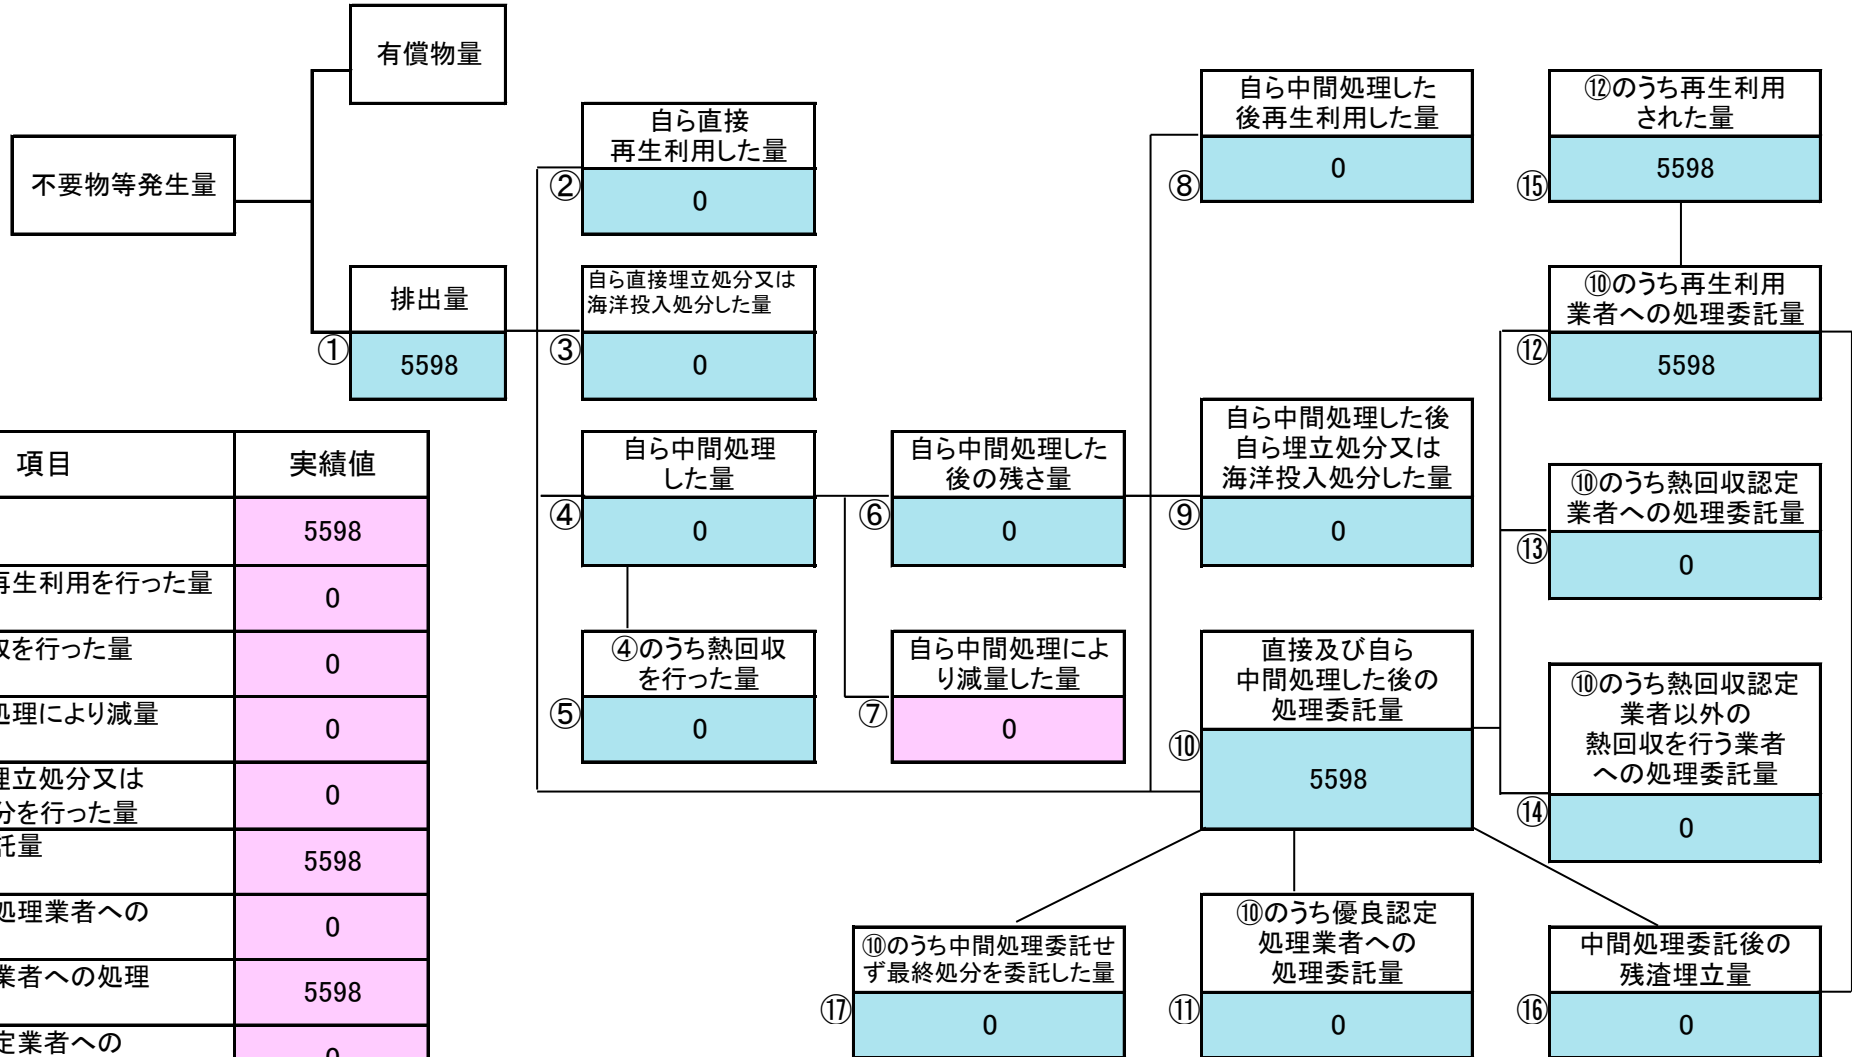 有償物量
不要物等発生量
排出量
①
5598
自ら直接
再生利用した量
②
0
自ら直接埋立処分又は
海洋投入処分した量
③
0
自ら中間処理
した量
④
0
④のうち熱回収
を行った量
⑤
0
自ら中間処理した
後の残さ量
⑥
0
自ら中間処理によ
り減量した量
⑦
0
自ら中間処理した
後再生利用した量
⑧
0
自ら中間処理した後
自ら埋立処分又は
海洋投入処分した量
⑨
0
直接及び自ら
中間処理した後の
処理委託量
⑩
5598
⑫のうち再生利用
された量
⑮
5598
⑩のうち再生利用
業者への処理委託量
⑫
5598
⑩のうち熱回収認定
業者への処理委託量
⑬
0
⑩のうち熱回収認定
業者以外の
熱回収を行う業者
への処理委託量
⑭
0
⑩のうち中間処理委託せ
ず最終処分を委託した量
⑰
0
⑩のうち優良認定
処理業者への
処理委託量
⑪
0
中間処理委託後の
残渣埋立量
⑯
0
項目 実績値
5598
再生利用を行った量 0
を行った量 0
処理により減量 0
埋立処分又は
分を行った量 0
託量 5598
処理業者への 0
業者への処理 5598
定業者への 0